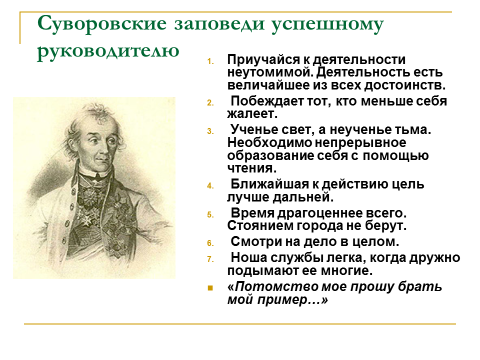 Суворовские заповеди успешному
руководителю
1. Приучайся к деятельности
неутомимой. Деятельность есть
величайшее из всех достоинств.
2. Побеждает тот, кто меньше себя
жалеет.
3. Ученье свет, а неученье тьма.
Необходимо непрерывное
образование себя с помощью
чтения.
4. Ближайшая к действию цель
лучше дальней.
5. Время драгоценнее всего.
Стоянием города не берут.
6. Смотри на дело в целом.
7. Ноша службы легка, когда дружно
подымают ее многие.
«Потомство мое прошу брать
мой пример…»